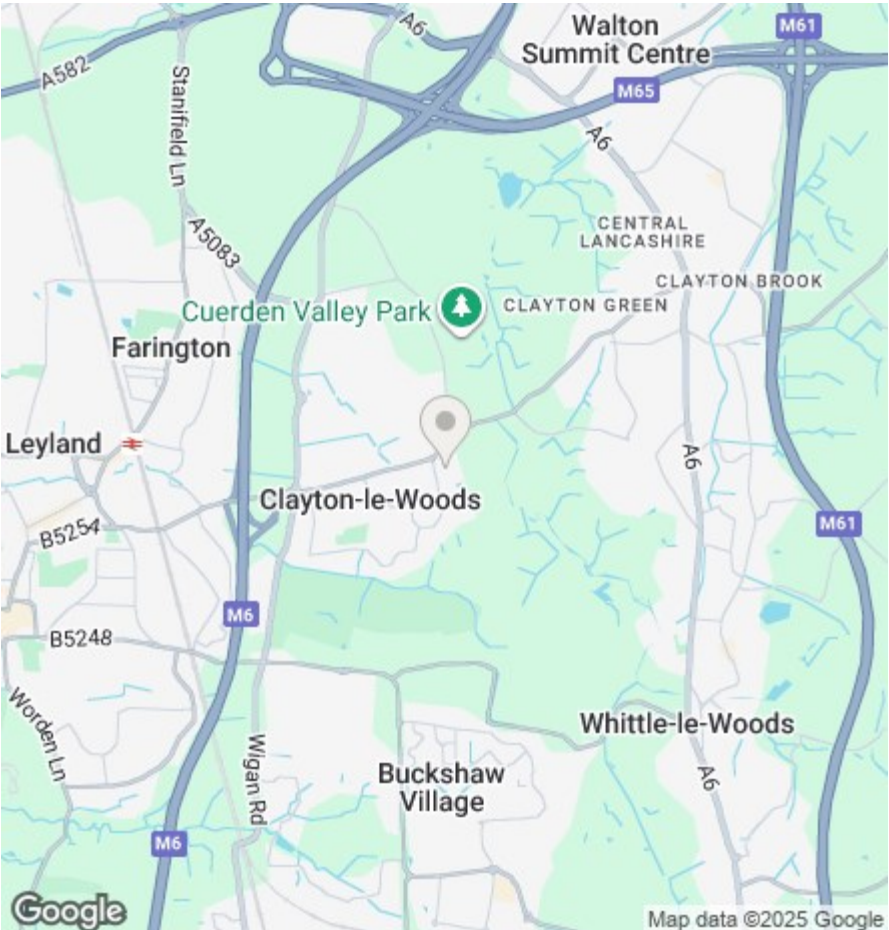 A6
Walton
Summit Centre
M61
A582
M65
Stanifield Ln
A6
A5083
CENTRAL
LANCASHIRE
CLAYTON BROOK
Cuerden Valley Park
CLAYTON GREEN
Farington
Leyland
A6
Clayton-le-Woods
B5254
M61
M6
B5248
Worden Ln
Whittle-le-Woods
Wigan Rd
Buckshaw
Village
A6
M6
Google
Map data ©2025 Google